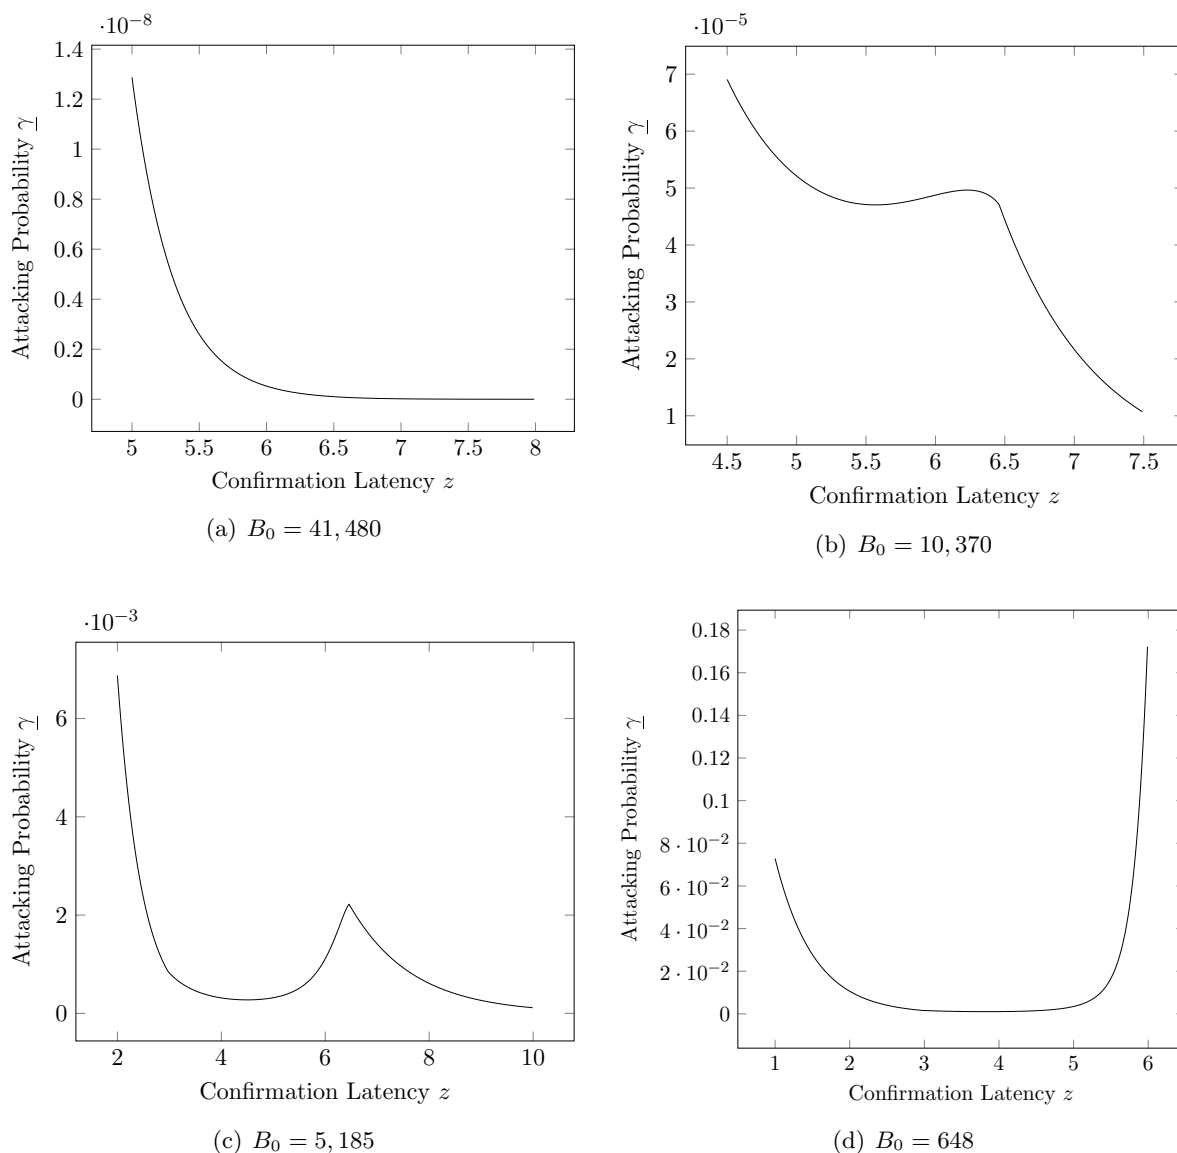 ·10⁻⁸
1.4
1.2
1
0.8
0.6
0.4
0.2
0
5 5.5 6 6.5 7 7.5 8
Attacking Probability γ
Confirmation Latency z
(a) B₀ = 41, 480
·10⁻⁵
7
6
5
4
2
1
4.5 5 5.5 6 6.5 7 7.5
Attacking Probability γ
Confirmation Latency z
(b) B₀ = 10, 370
·10⁻³
6
4
2
0
2 4 6 8 10
Attacking Probability γ
Confirmation Latency z
(c) B₀ = 5, 185
0.18
0.16
0.14
0.12
0.1
8 · 10⁻²
6 · 10⁻²
4 · 10⁻²
2 · 10⁻²
0
1 2 3 4 5 6
Attacking Probability γ
Confirmation Latency z
(d) B₀ = 648